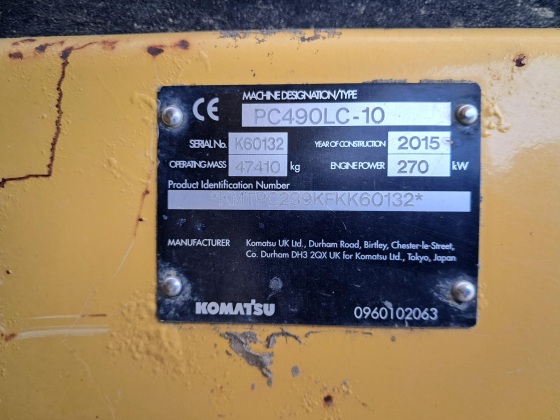 CE MACHINE DESIGNATION/TYPE
PC490LC-10
SERIAL No. K60132 YEAR OF CONSTRUCTION 2015
OPERATING MASS 47410 kg ENGINE POWER 270 kW
Product Identification Number
MANUFACTURER Komatsu UK Ltd., Durham Road, Birtley, Chester-le-Street,
Co. Durham DH3 2QX UK for Komatsu Ltd., Tokyo, Japan
KOMATSU 0960102063